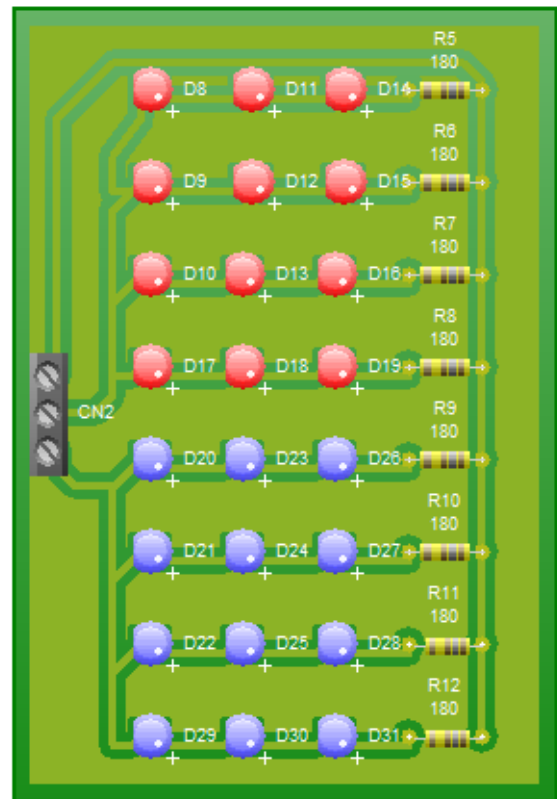 R5
180
D8 D11 D14
R6
180
D9 D12 D15
R7
180
D10 D13 D16
R8
180
D17 D18 D19
CN2
R9
180
D20 D23 D26
R10
180
D21 D24 D27
R11
180
D22 D25 D28
R12
180
D29 D30 D31